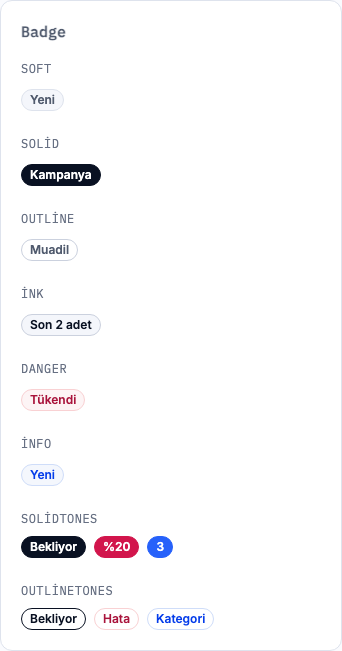 Badge
SOFT
Yeni
SOLİD
Kampanya
OUTLİNE
Muadil
İNK
Son 2 adet
DANGER
Tükendi
İNFO
Yeni
SOLİDTONES
Bekliyor %20 3
OUTLİNETONES
Bekliyor Hata Kategori